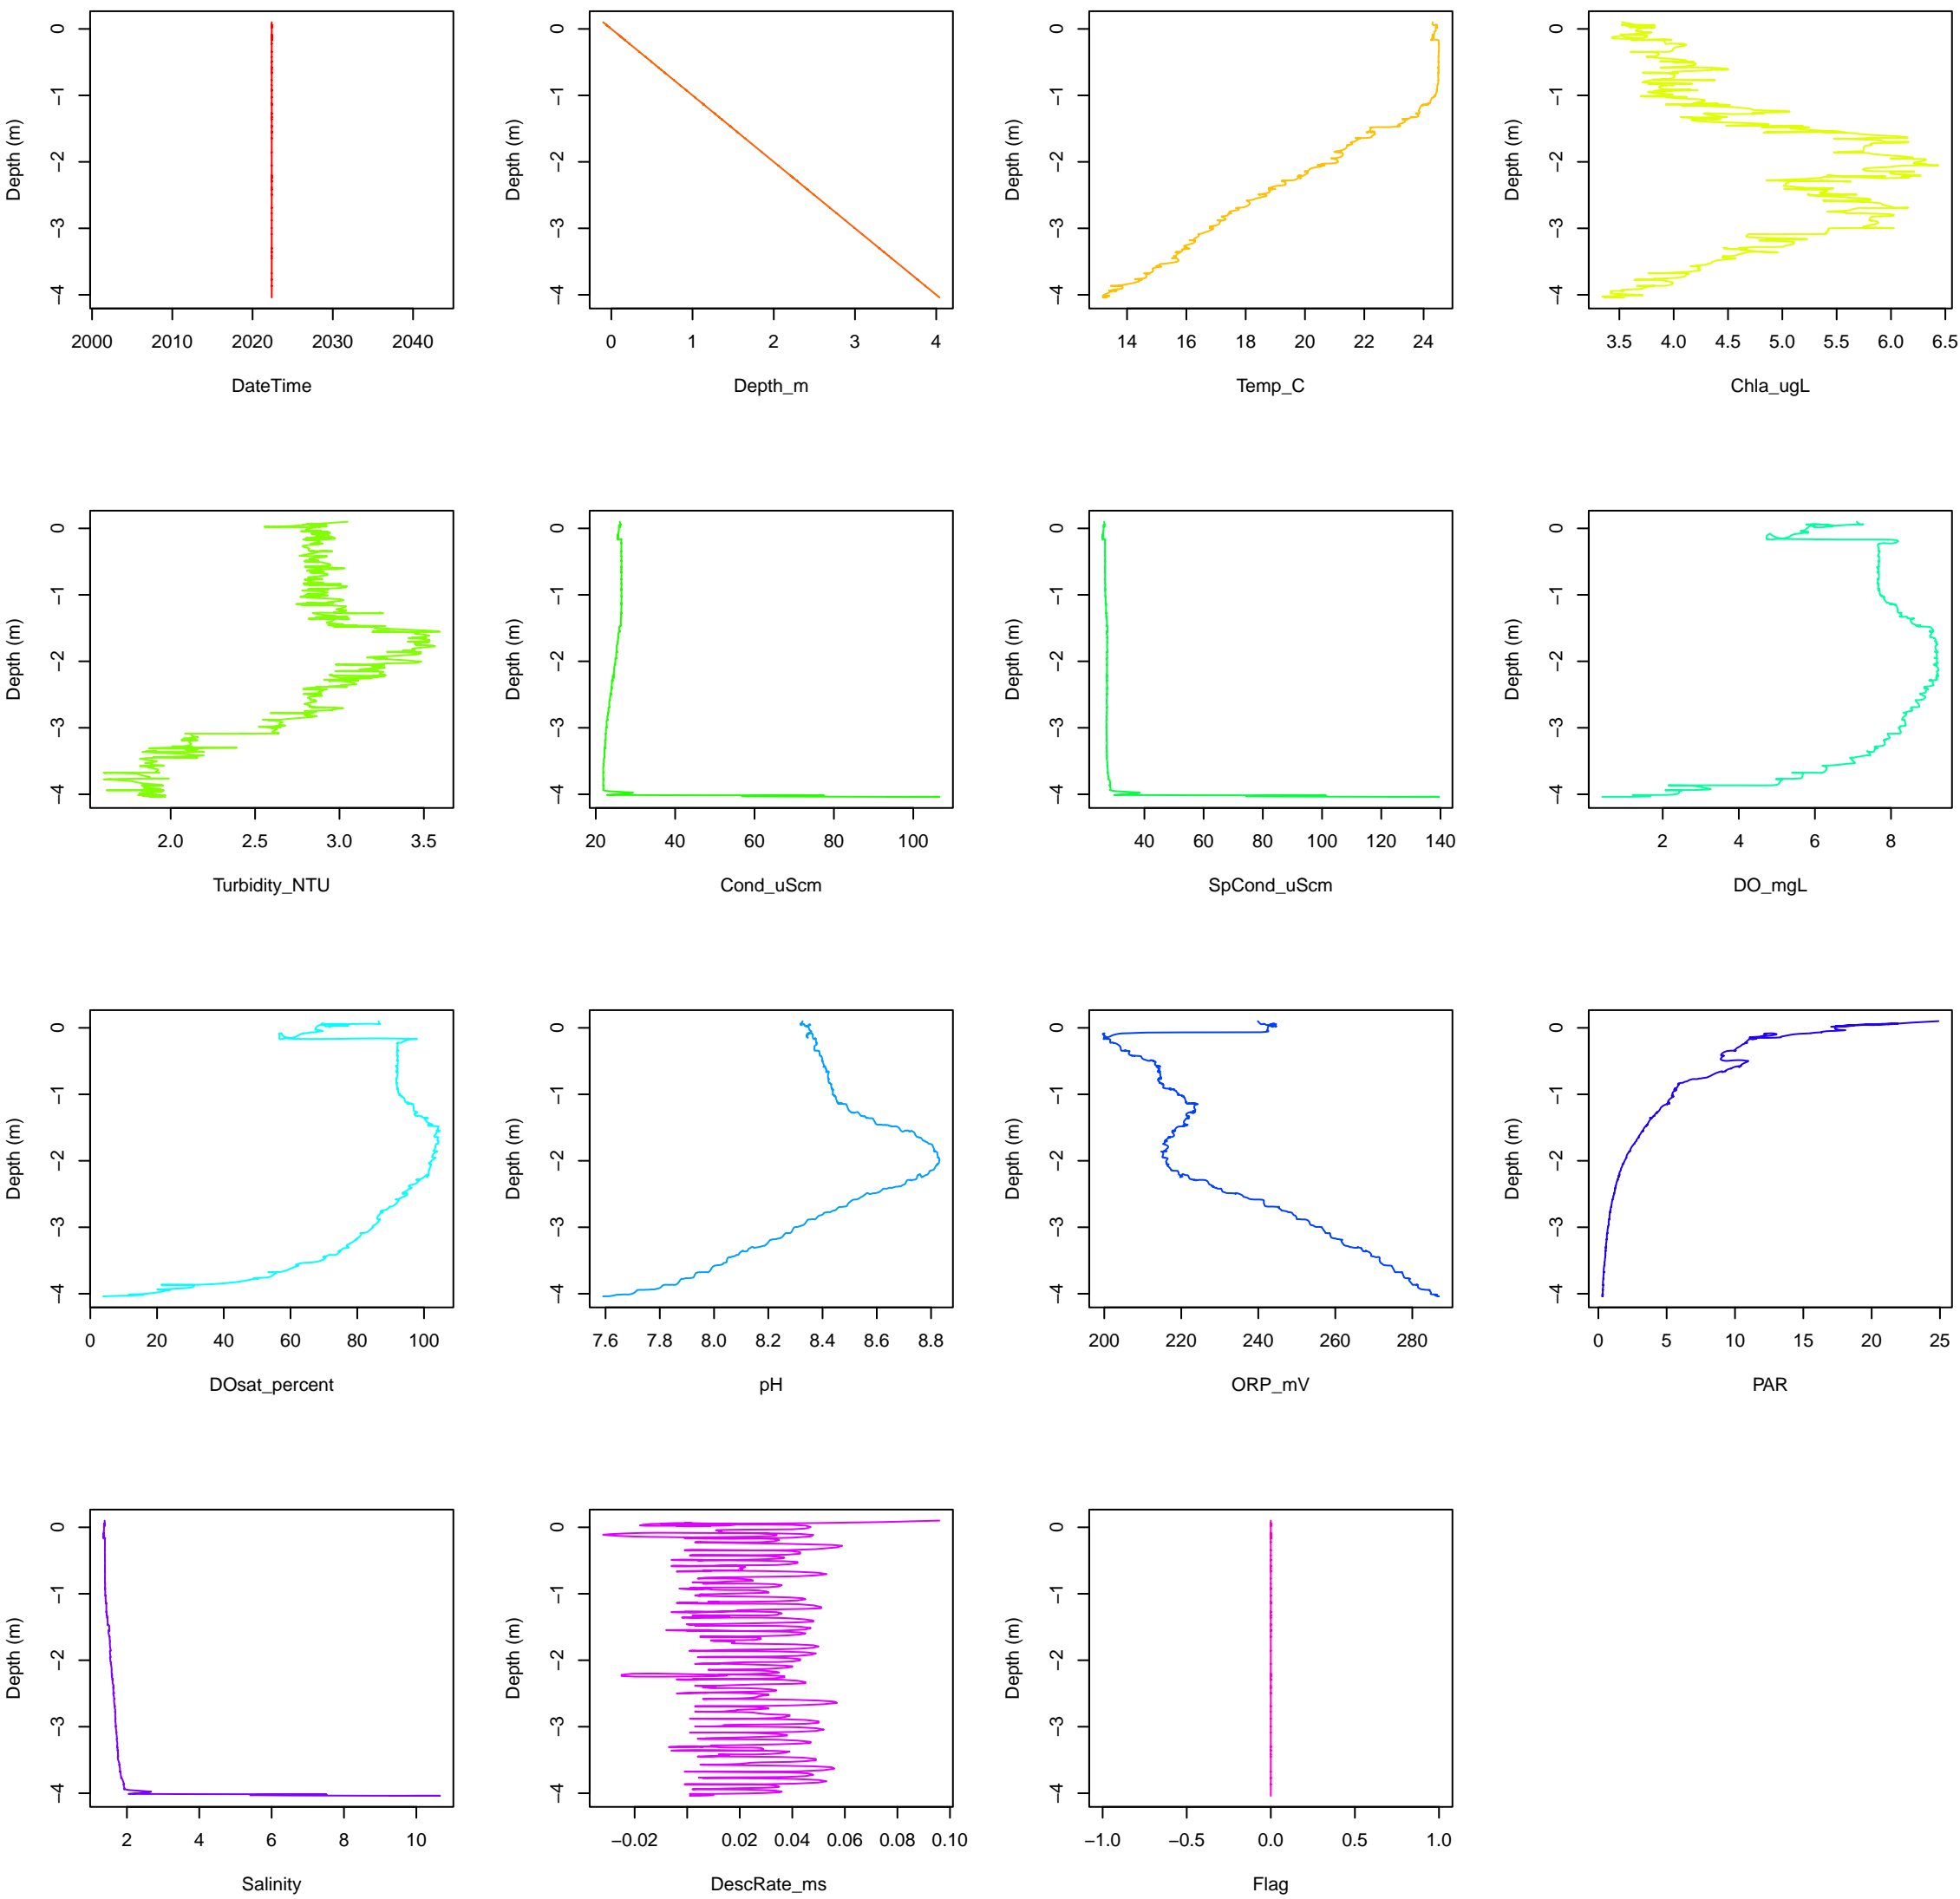 0 0 0 0
−1 −1 −1 −1
Depth (m) Depth (m) Depth (m) Depth (m)
−2 −2 −2 −2
−3 −3 −3 −3
−4 −4 −4 −4
2000 2010 2020 2030 2040 0 1 2 3 4 14 16 18 20 22 24 3.5 4.0 4.5 5.0 5.5 6.0 6.5
DateTime Depth_m Temp_C Chla_ugL
0 0 0 0
−1 −1 −1 −1
Depth (m) Depth (m) Depth (m) Depth (m)
−2 −2 −2 −2
−3 −3 −3 −3
−4 −4 −4 −4
2.0 2.5 3.0 3.5 20 40 60 80 100 40 60 80 100 120 140 2 4 6 8
Turbidity_NTU Cond_uScm SpCond_uScm DO_mgL
0 0 0 0
−1 −1 −1 −1
Depth (m) Depth (m) Depth (m) Depth (m)
−2 −2 −2 −2
−3 −3 −3 −3
−4 −4 −4 −4
0 20 40 60 80 100 7.6 7.8 8.0 8.2 8.4 8.6 8.8 200 220 240 260 280 0 5 10 15 20 25
DOsat_percent pH ORP_mV PAR
0 0 0
−1 −1 −1
Depth (m) Depth (m) Depth (m)
−2 −2 −2
−3 −3 −3
−4 −4 −4
2 4 6 8 10 −0.02 0.02 0.04 0.06 0.08 0.10 −1.0 −0.5 0.0 0.5 1.0
Salinity DescRate_ms Flag